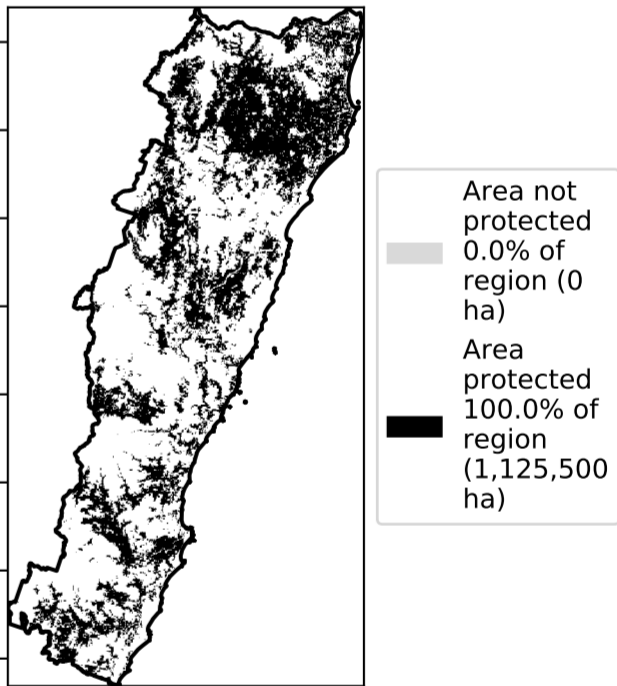 Area not
protected
0.0% of
region (0
ha)
Area
protected
100.0% of
region
(1,125,500
ha)